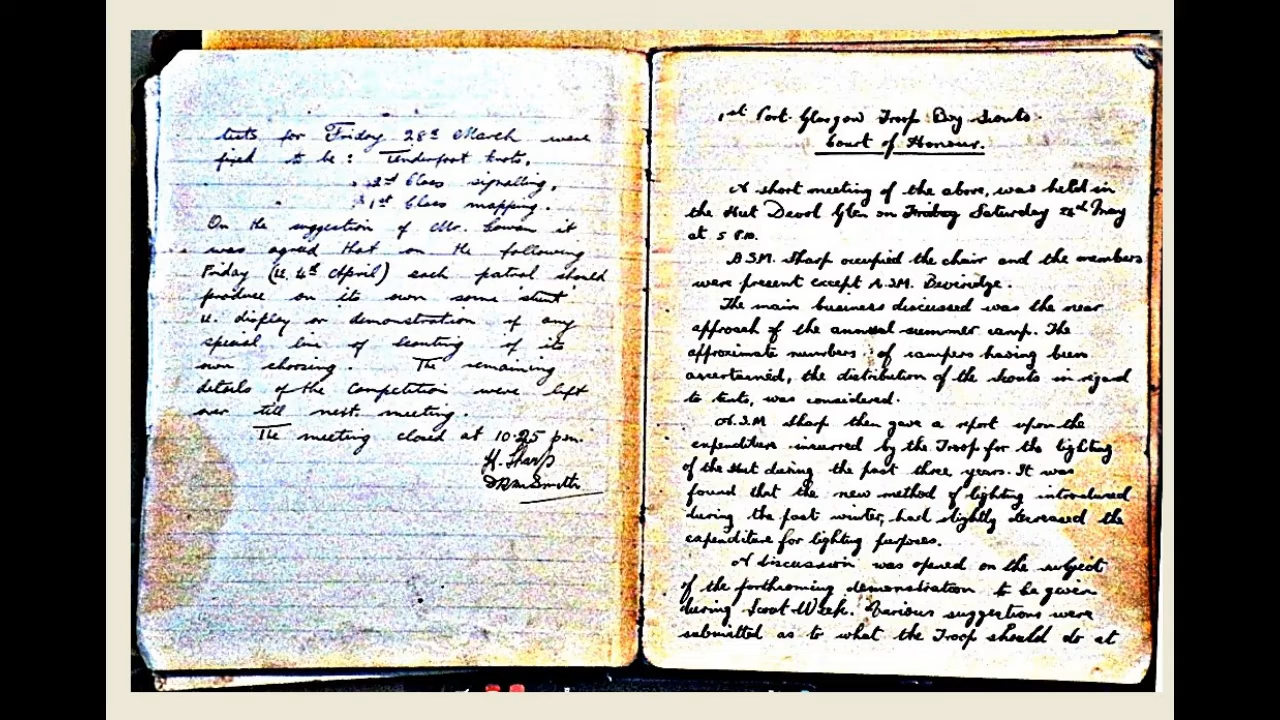 tests for Friday 28th March were
fixed to be: Tenderfoot knots,
2nd Class signalling,
& 1st Class mapping.
On the suggestion of Mr. Cowan it
was agreed that on the following
Friday (i.e. 4th April) each patrol should
produce on its own some 'stunt'
i.e. display or demonstration of any
special line of scouting of its
own choosing. The remaining
details of the Competition were left
over till next meeting.
The meeting closed at 10.25 p.m.
H. Sharp
Smith
1st Port Glasgow Troop Boy Scouts.
Court of Honour.
A short meeting of the above, was held in
the Hut Devol Glen on Friday Saturday May
at 5 P.M.
A.S.M. Sharp occupied the chair and the members
were present except A.S.M. Beveridge.
The main business discussed was the near
approach of the annual summer camp. The
approximate numbers of campers having been
ascertained, the distribution of the scouts in regard
to tents, was considered.
A.S.M Sharp then gave a report upon the
expenditure incurred by the Troop for the lighting
of the Hut during the past three years. It was
found that the new method of lighting introduced
during the past winter, had slightly decreased the
expenditure for lighting purposes.
A discussion was opened on the subject
of the forthcoming demonstration to be given
during Scout Week. Various suggestions were
submitted as to what the Troop should do at